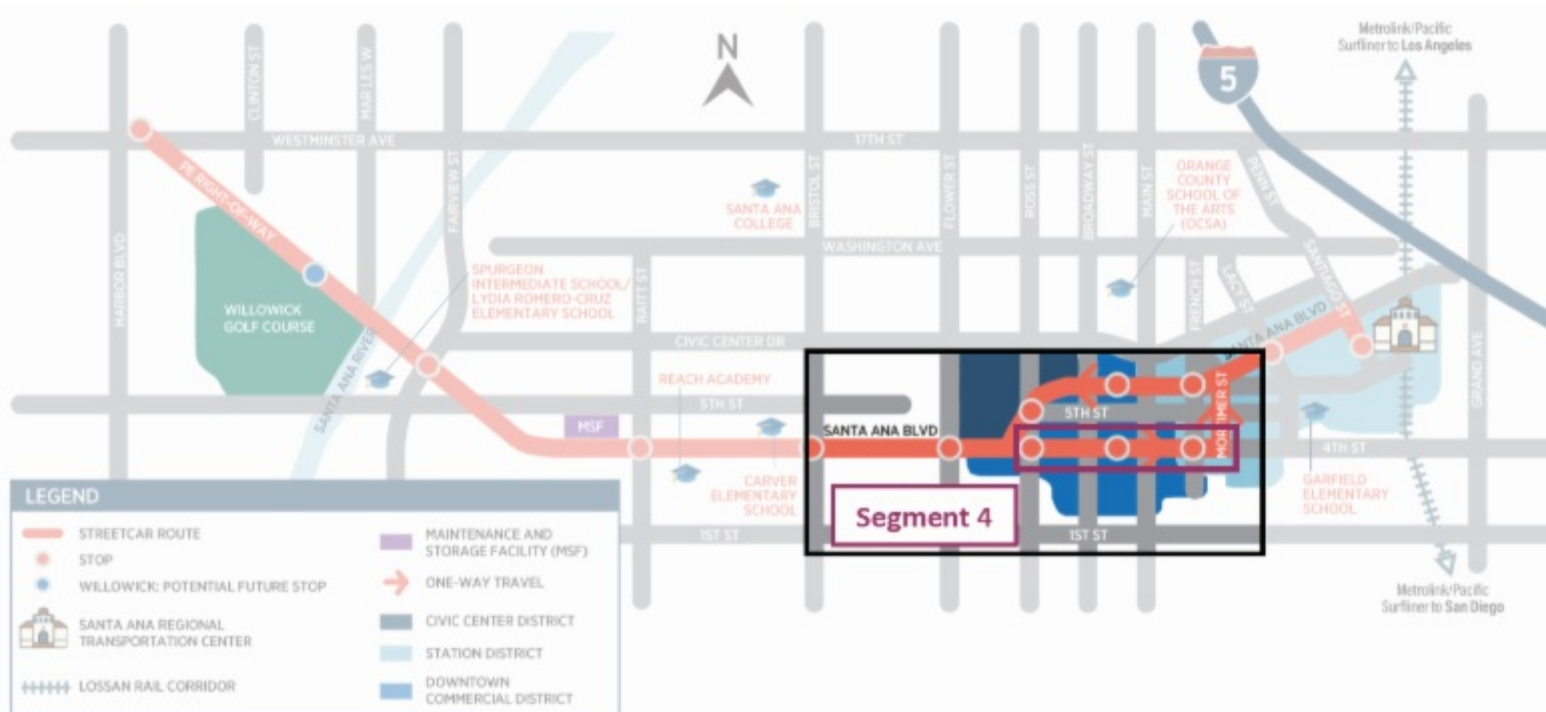 Metrolink/Pacific
Surfliner to Los Angeles
N
5
CLINTON ST
WESTMINSTER AVE
17TH ST
PE RIGHT-OF-WAY
FAIRVIEW ST
BRISTOL ST
FLOWER ST
ROSS ST
BROADWAY ST
MAIN ST
PENN ST
ORANGE
COUNTY
SCHOOL OF
THE ARTS
(OCSA)
SANTA ANA
COLLEGE
WASHINGTON AVE
HARBOR BLVD
SPURGEON
INTERMEDIATE SCHOOL/
LYDIA ROMERO-CRUZ
ELEMENTARY SCHOOL
RAITT ST
FRENCH ST
LACY ST
SANTIAGO ST
WILLOWICK
GOLF COURSE
SANTA ANA RIVER
CIVIC CENTER DR
SANTA ANA BLVD
GRAND AVE
REACH ACADEMY
5TH ST
5TH ST
MORTIMER ST
MSF
SANTA ANA BLVD
4TH ST
CARVER
ELEMENTARY
SCHOOL
GARFIELD
ELEMENTARY
SCHOOL
Segment 4
1ST ST
1ST ST
Metrolink/Pacific
Surfliner to San Diego
LEGEND
STREETCAR ROUTE
STOP
WILLOWICK: POTENTIAL FUTURE STOP
SANTA ANA REGIONAL
TRANSPORTATION CENTER
LOSSAN RAIL CORRIDOR
MAINTENANCE AND
STORAGE FACILITY (MSF)
ONE-WAY TRAVEL
CIVIC CENTER DISTRICT
STATION DISTRICT
DOWNTOWN
COMMERCIAL DISTRICT